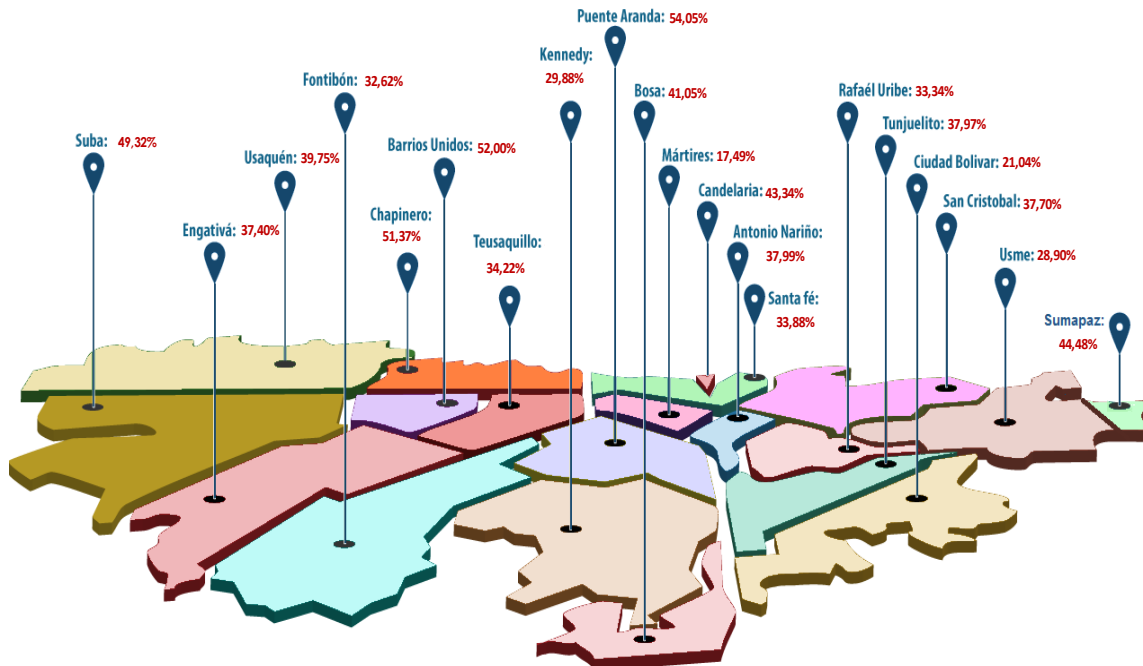 Puente Aranda: 54,05%
Kennedy:
29,88%
Fontibón: 32,62%
Bosa: 41,05%
Rafaél Uribe: 33,34%
Tunjuelito: 37,97%
Suba: 49,32%
Usaquén: 39,75%
Barrios Unidos: 52,00%
Mártires: 17,49%
Ciudad Bolivar: 21,04%
Candelaria: 43,34%
San Cristobal: 37,70%
Chapinero:
51,37%
Engativá: 37,40%
Teusaquillo:
34,22%
Antonio Nariño:
37,99%
Usme: 28,90%
Santa fé:
33,88%
Sumapaz:
44,48%